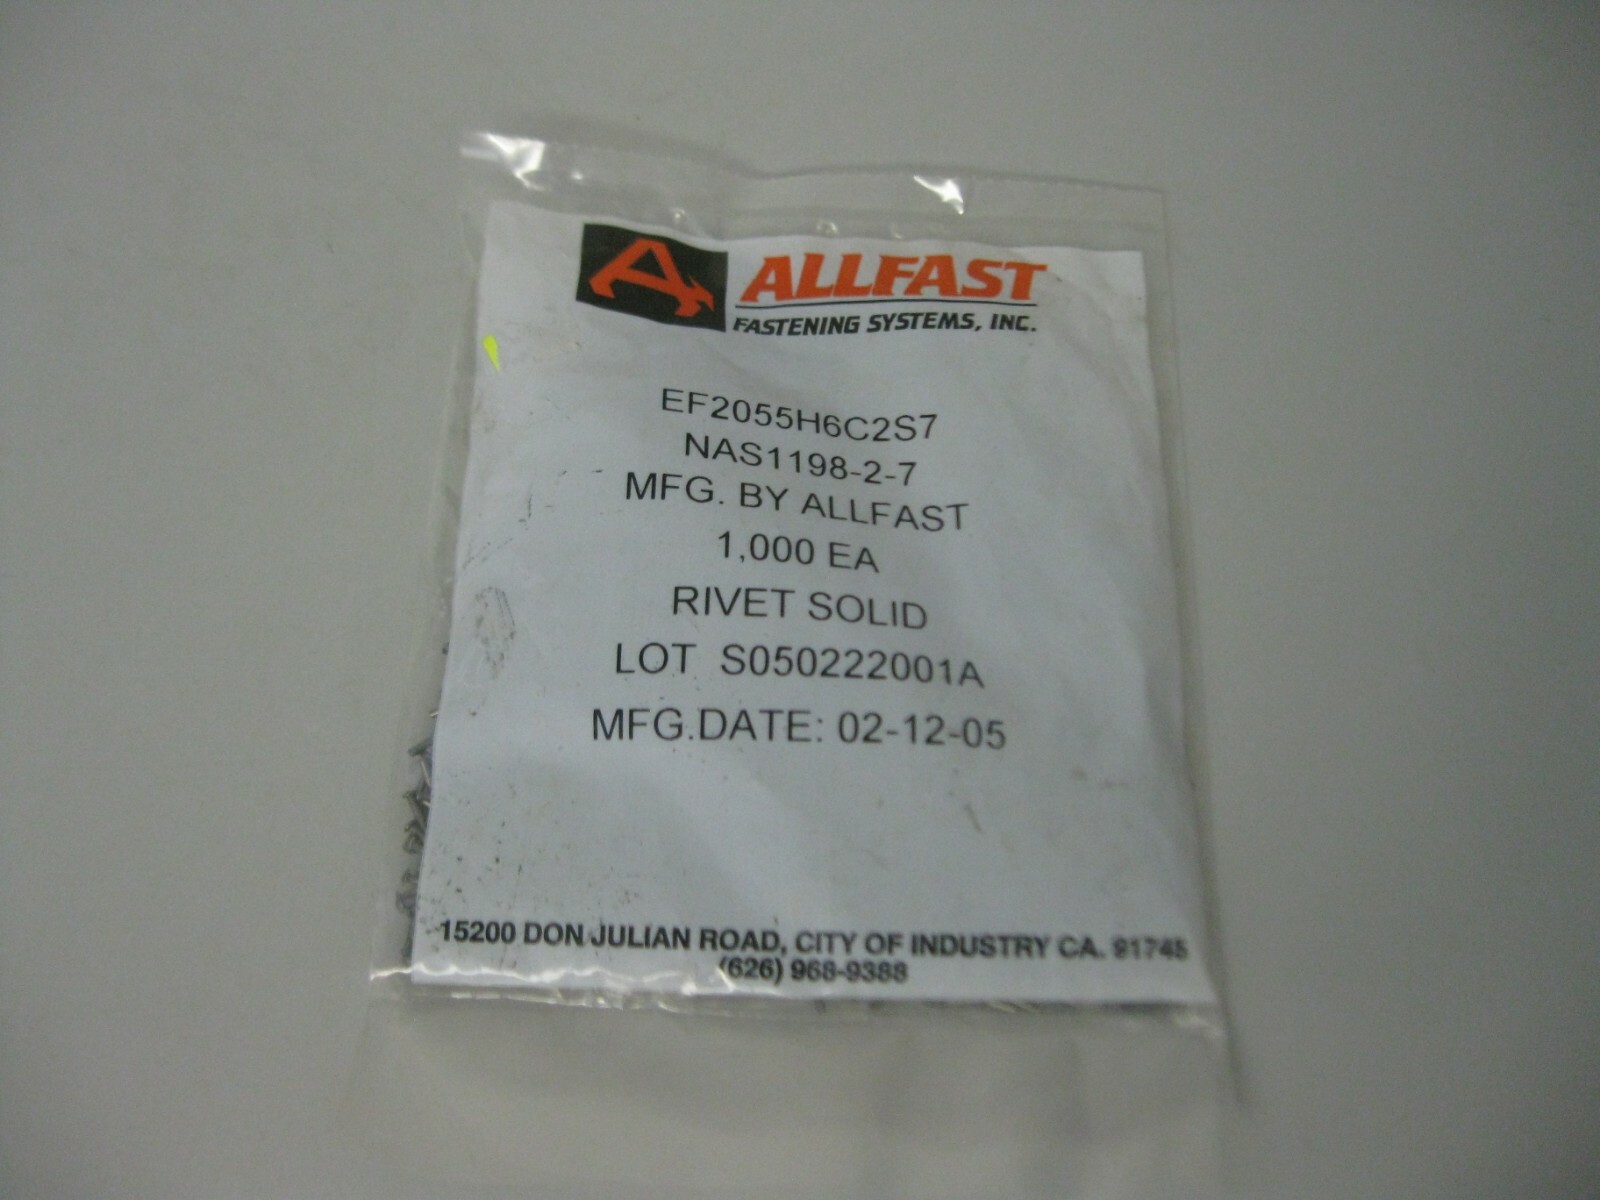 ALLFAST
FASTENING SYSTEMS, INC.
EF2055H6C2S7
NAS1198-2-7
MFG. BY ALLFAST
1,000 EA
RIVET SOLID
LOT S050222001A
MFG.DATE: 02-12-05
15200 DON JULIAN ROAD, CITY OF INDUSTRY CA. 91745
(626) 968-9388